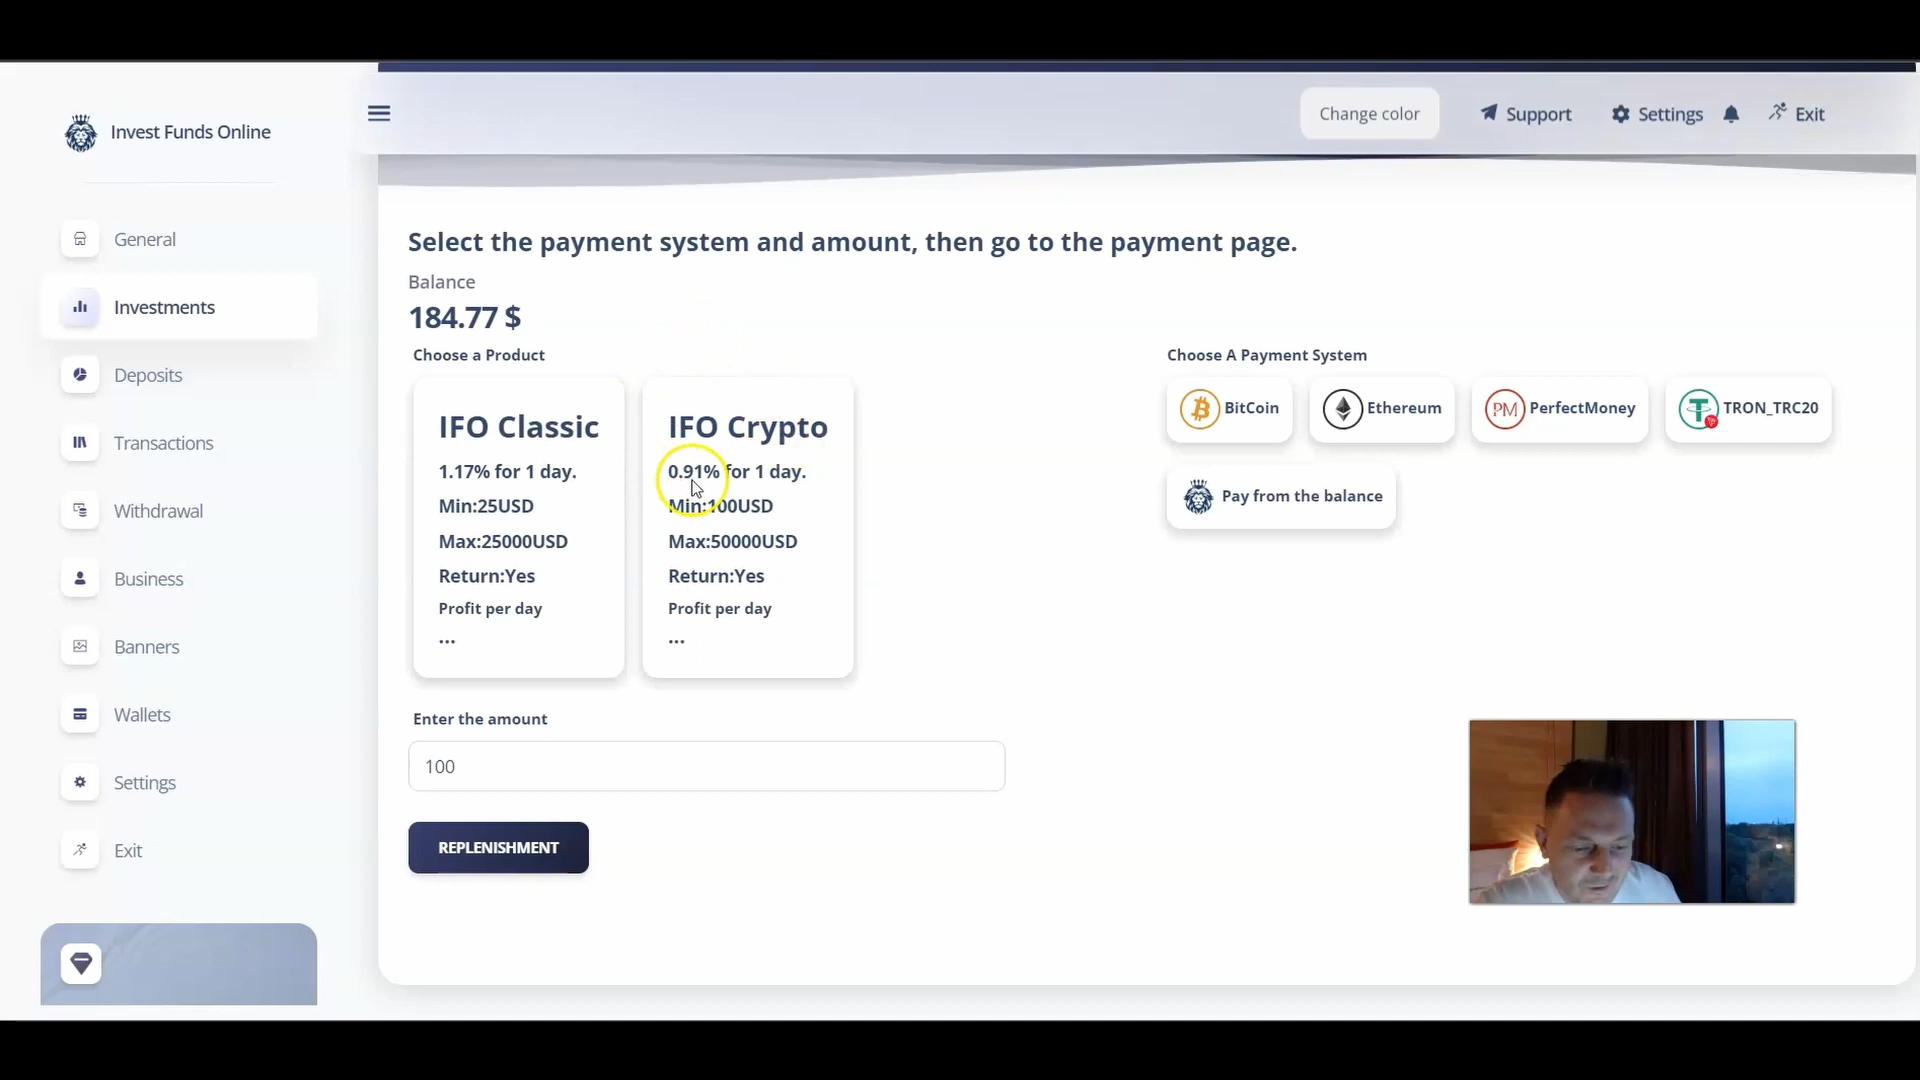 Invest Funds Online
Change color
Support
Settings
Exit
General
Investments
Deposits
Transactions
Withdrawal
Business
Banners
Wallets
Settings
Exit
Select the payment system and amount, then go to the payment page.
Balance
184.77 $
Choose a Product
IFO Classic
1.17% for 1 day.
Min:25USD
Max:25000USD
Return:Yes
Profit per day
...
IFO Crypto
0.91% for 1 day.
Min:100USD
Max:50000USD
Return:Yes
Profit per day
...
Choose A Payment System
BitCoin
Ethereum
PM PerfectMoney
TRON_TRC20
Pay from the balance
Enter the amount
100
REPLENISHMENT